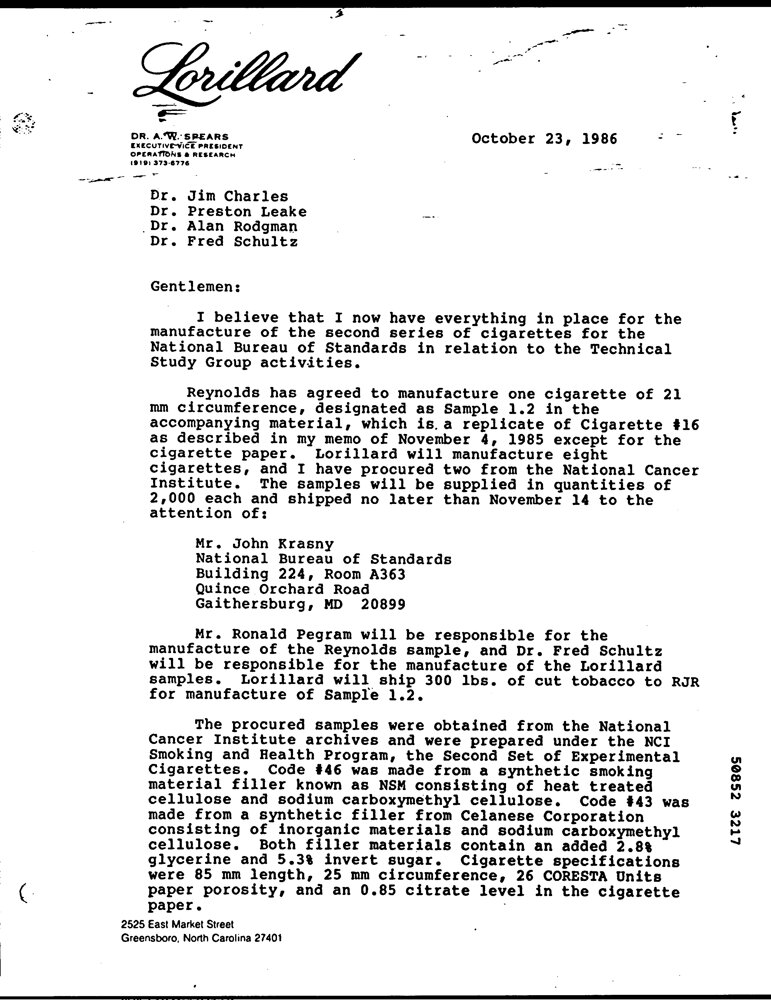 Lorillard
DR. A. W. SPEARS
EXECUTIVE VICE PRESIDENT
OPERATIONS & RESEARCH
(919) 373-6776
October 23, 1986
Dr. Jim Charles
Dr. Preston Leake
Dr. Alan Rodgman
Dr. Fred Schultz
Gentlemen:
I believe that I now have everything in place for the
manufacture of the second series of cigarettes for the
National Bureau of Standards in relation to the Technical
Study Group activities.
Reynolds has agreed to manufacture one cigarette of 21
mm circumference, designated as Sample 1.2 in the
accompanying material, which is a replicate of Cigarette #16
as described in my memo of November 4, 1985 except for the
cigarette paper. Lorillard will manufacture eight
cigarettes, and I have procured two from the National Cancer
Institute. The samples will be supplied in quantities of
2,000 each and shipped no later than November 14 to the
attention of:
Mr. John Krasny
National Bureau of Standards
Building 224, Room A363
Quince Orchard Road
Gaithersburg, MD 20899
Mr. Ronald Pegram will be responsible for the
manufacture of the Reynolds sample, and Dr. Fred Schultz
will be responsible for the manufacture of the Lorillard
samples. Lorillard will ship 300 lbs. of cut tobacco to RJR
for manufacture of Sample 1.2.
The procured samples were obtained from the National
Cancer Institute archives and were prepared under the NCI
Smoking and Health Program, the Second Set of Experimental
Cigarettes. Code #46 was made from a synthetic smoking
material filler known as NSM consisting of heat treated
cellulose and sodium carboxymethyl cellulose. Code #43 was
made from a synthetic filler from Celanese Corporation
consisting of inorganic materials and sodium carboxymethyl
cellulose. Both filler materials contain an added 2.8%
glycerine and 5.3% invert sugar. Cigarette specifications
were 85 mm length, 25 mm circumference, 26 CORESTA Units
paper porosity, and an 0.85 citrate level in the cigarette
paper.
2525 East Market Street
Greensboro, North Carolina 27401
50852 3217